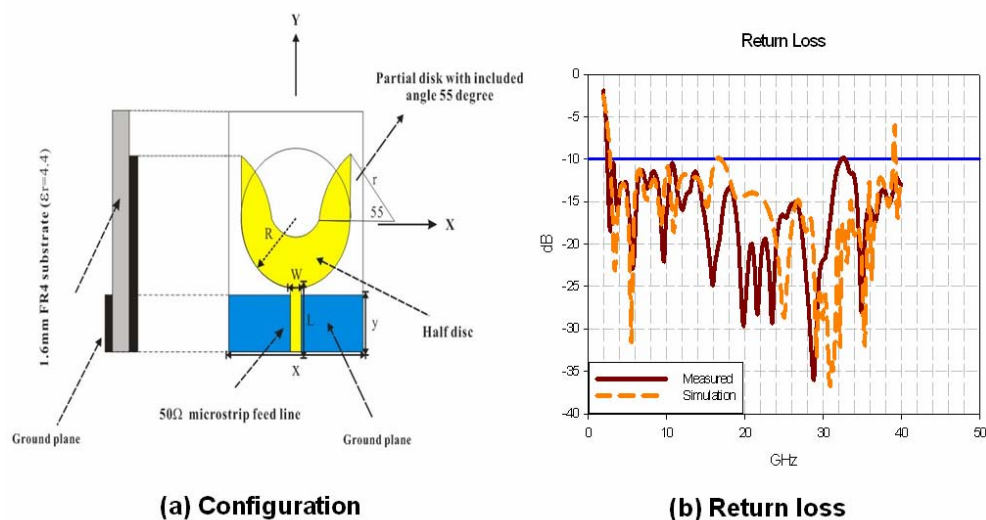 Y
Partial disk with included
angle 55 degree
1.6mm FR4 substrate (εr=4.4)
r
55
X
R
W
L
y
Half disc
X
50Ω microstrip feed line
Ground plane
Ground plane
(a) Configuration
Return Loss
0
-5
-10
-15
-20
-25
-30
-35
-40
dB
Measured
Simulation
0
10
20
30
40
50
GHz
(b) Return loss